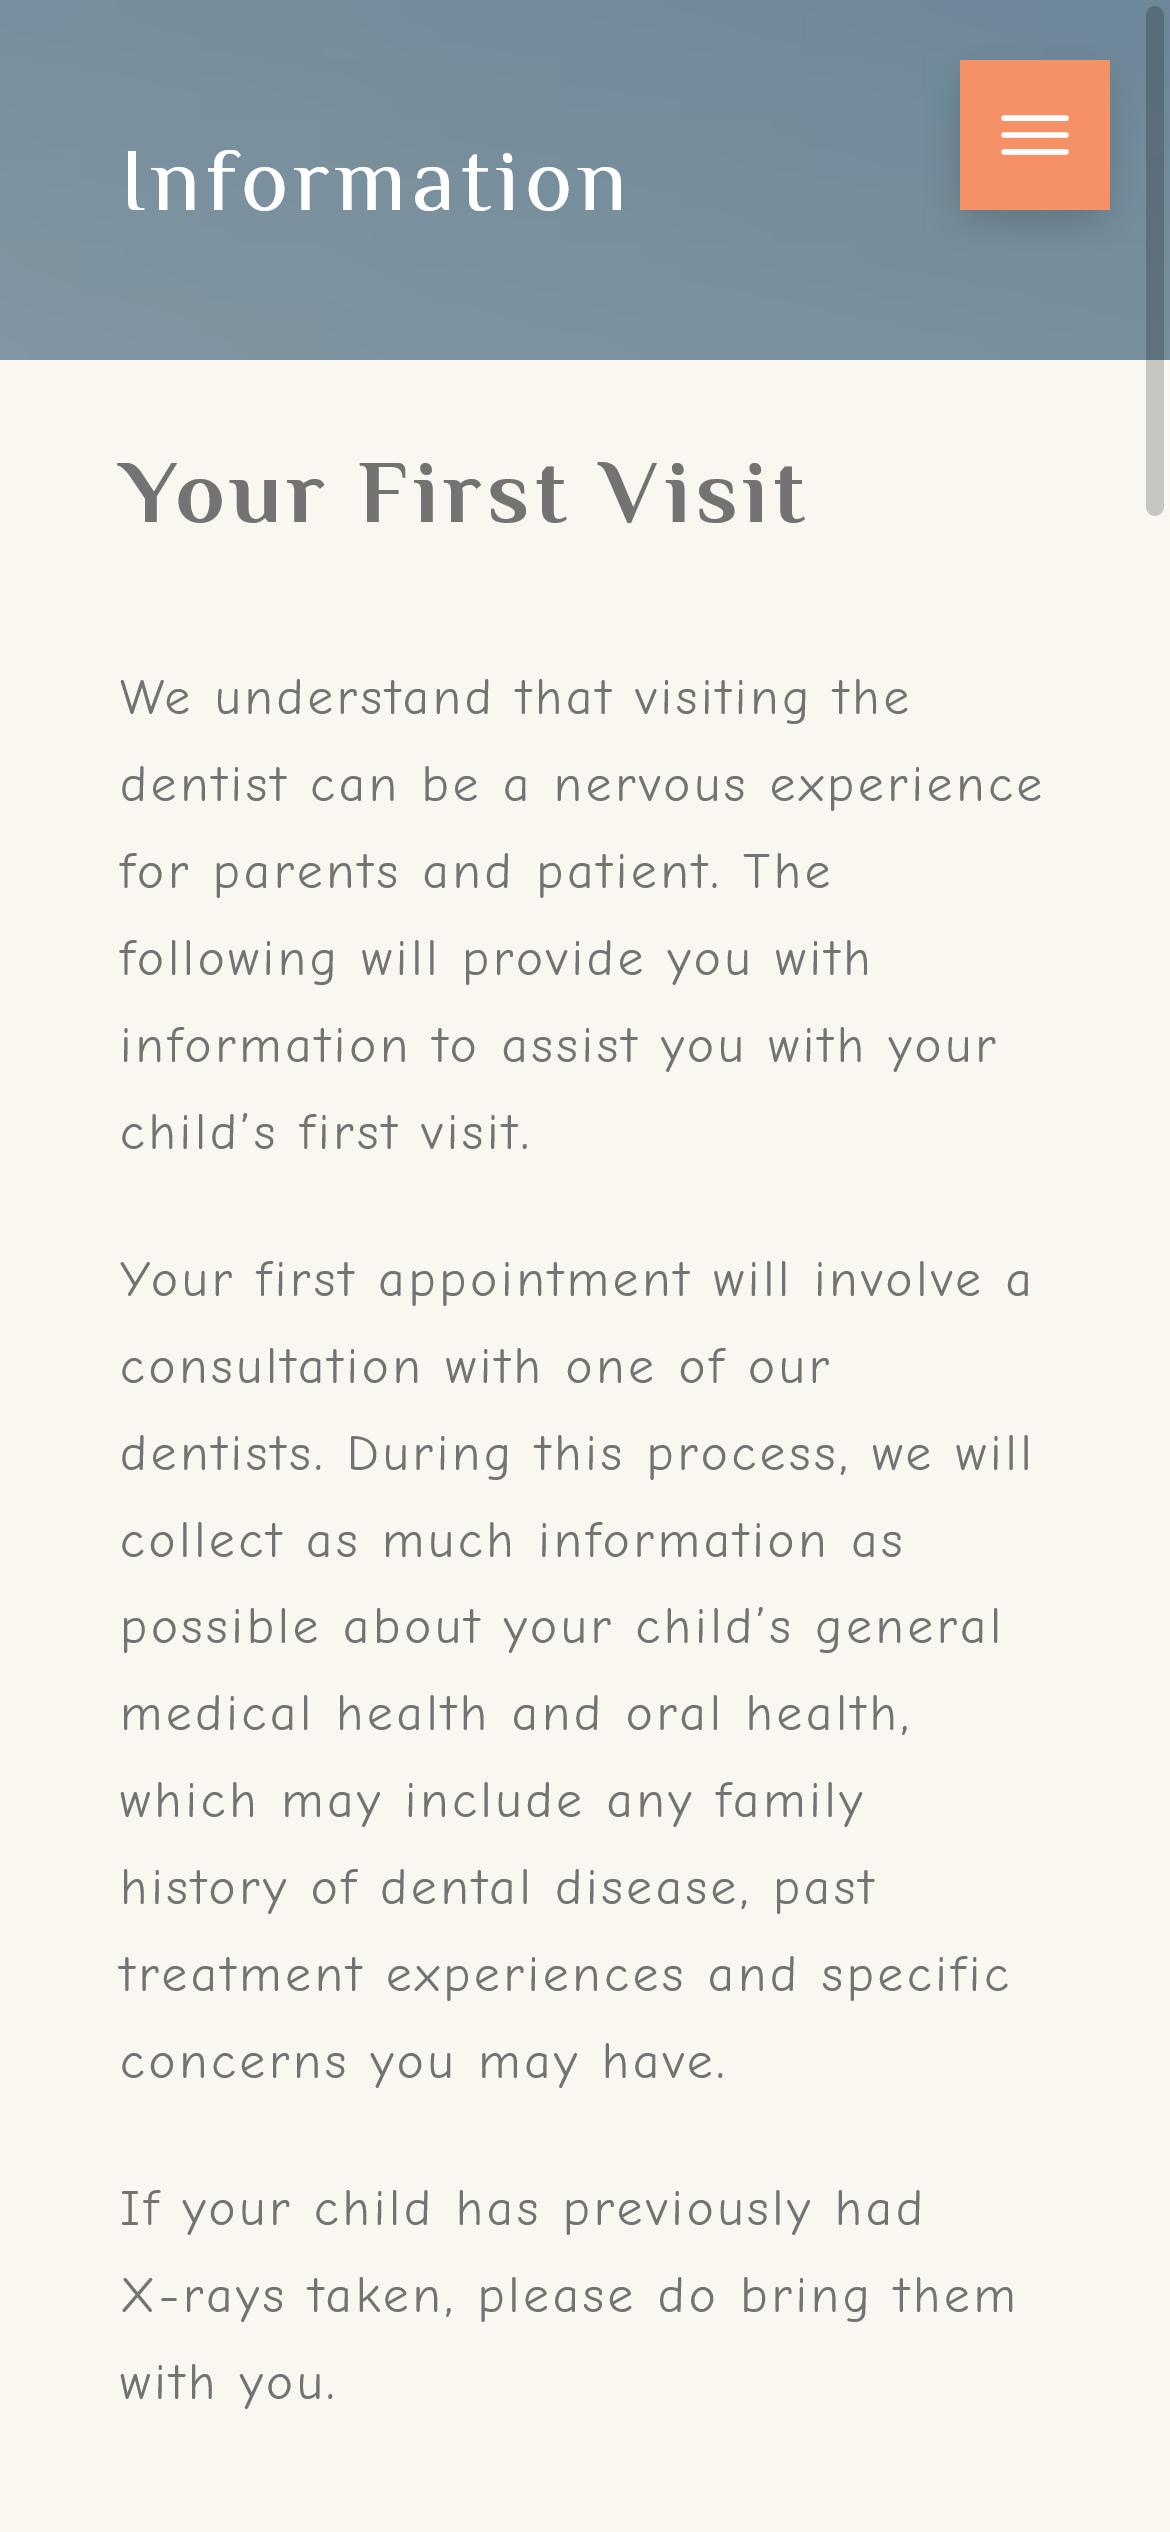 Information
Your First Visit
We understand that visiting the
dentist can be a nervous experience
for parents and patient. The
following will provide you with
information to assist you with your
child’s first visit.
Your first appointment will involve a
consultation with one of our
dentists. During this process, we will
collect as much information as
possible about your child’s general
medical health and oral health,
which may include any family
history of dental disease, past
treatment experiences and specific
concerns you may have.
If your child has previously had
X-rays taken, please do bring them
with you.